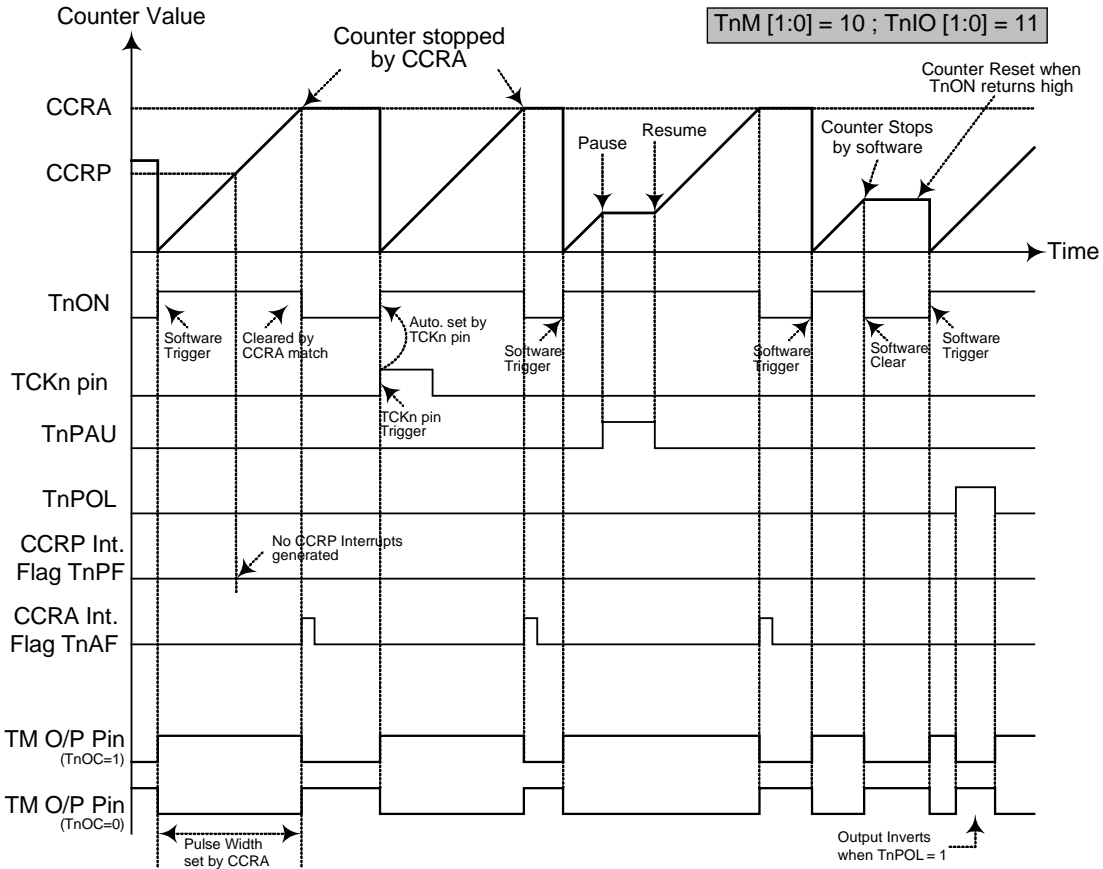 Counter Value
TnM [1:0] = 10 ; TnIO [1:0] = 11
Counter stopped
by CCRA
Counter Reset when
TnON returns high
CCRA
Pause
Resume
Counter Stops
by software
CCRP
Time
TnON
Software
Trigger
Cleared by
CCRA match
Auto. set by
TCKn pin
Software
Trigger
Software
Trigger
Software
Clear
Software
Trigger
TCKn pin
TCKn pin
Trigger
TnPAU
TnPOL
CCRP Int.
Flag TnPF
No CCRP Interrupts
generated
CCRA Int.
Flag TnAF
TM O/P Pin
(TnOC=1)
TM O/P Pin
(TnOC=0)
Pulse Width
set by CCRA
Output Inverts
when TnPOL = 1